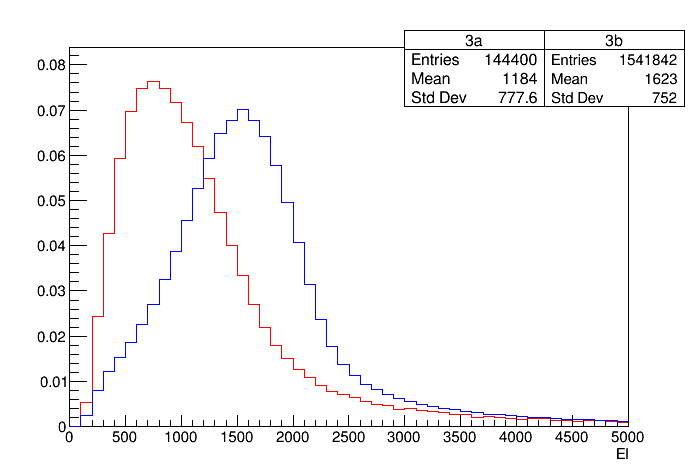 3a 3b
Entries 144400 Entries 1541842
Mean 1184 Mean 1623
Std Dev 777.6 Std Dev 752
0.08
0.07
0.06
0.05
0.04
0.03
0.02
0.01
0
0 500 1000 1500 2000 2500 3000 3500 4000 4500 5000
El